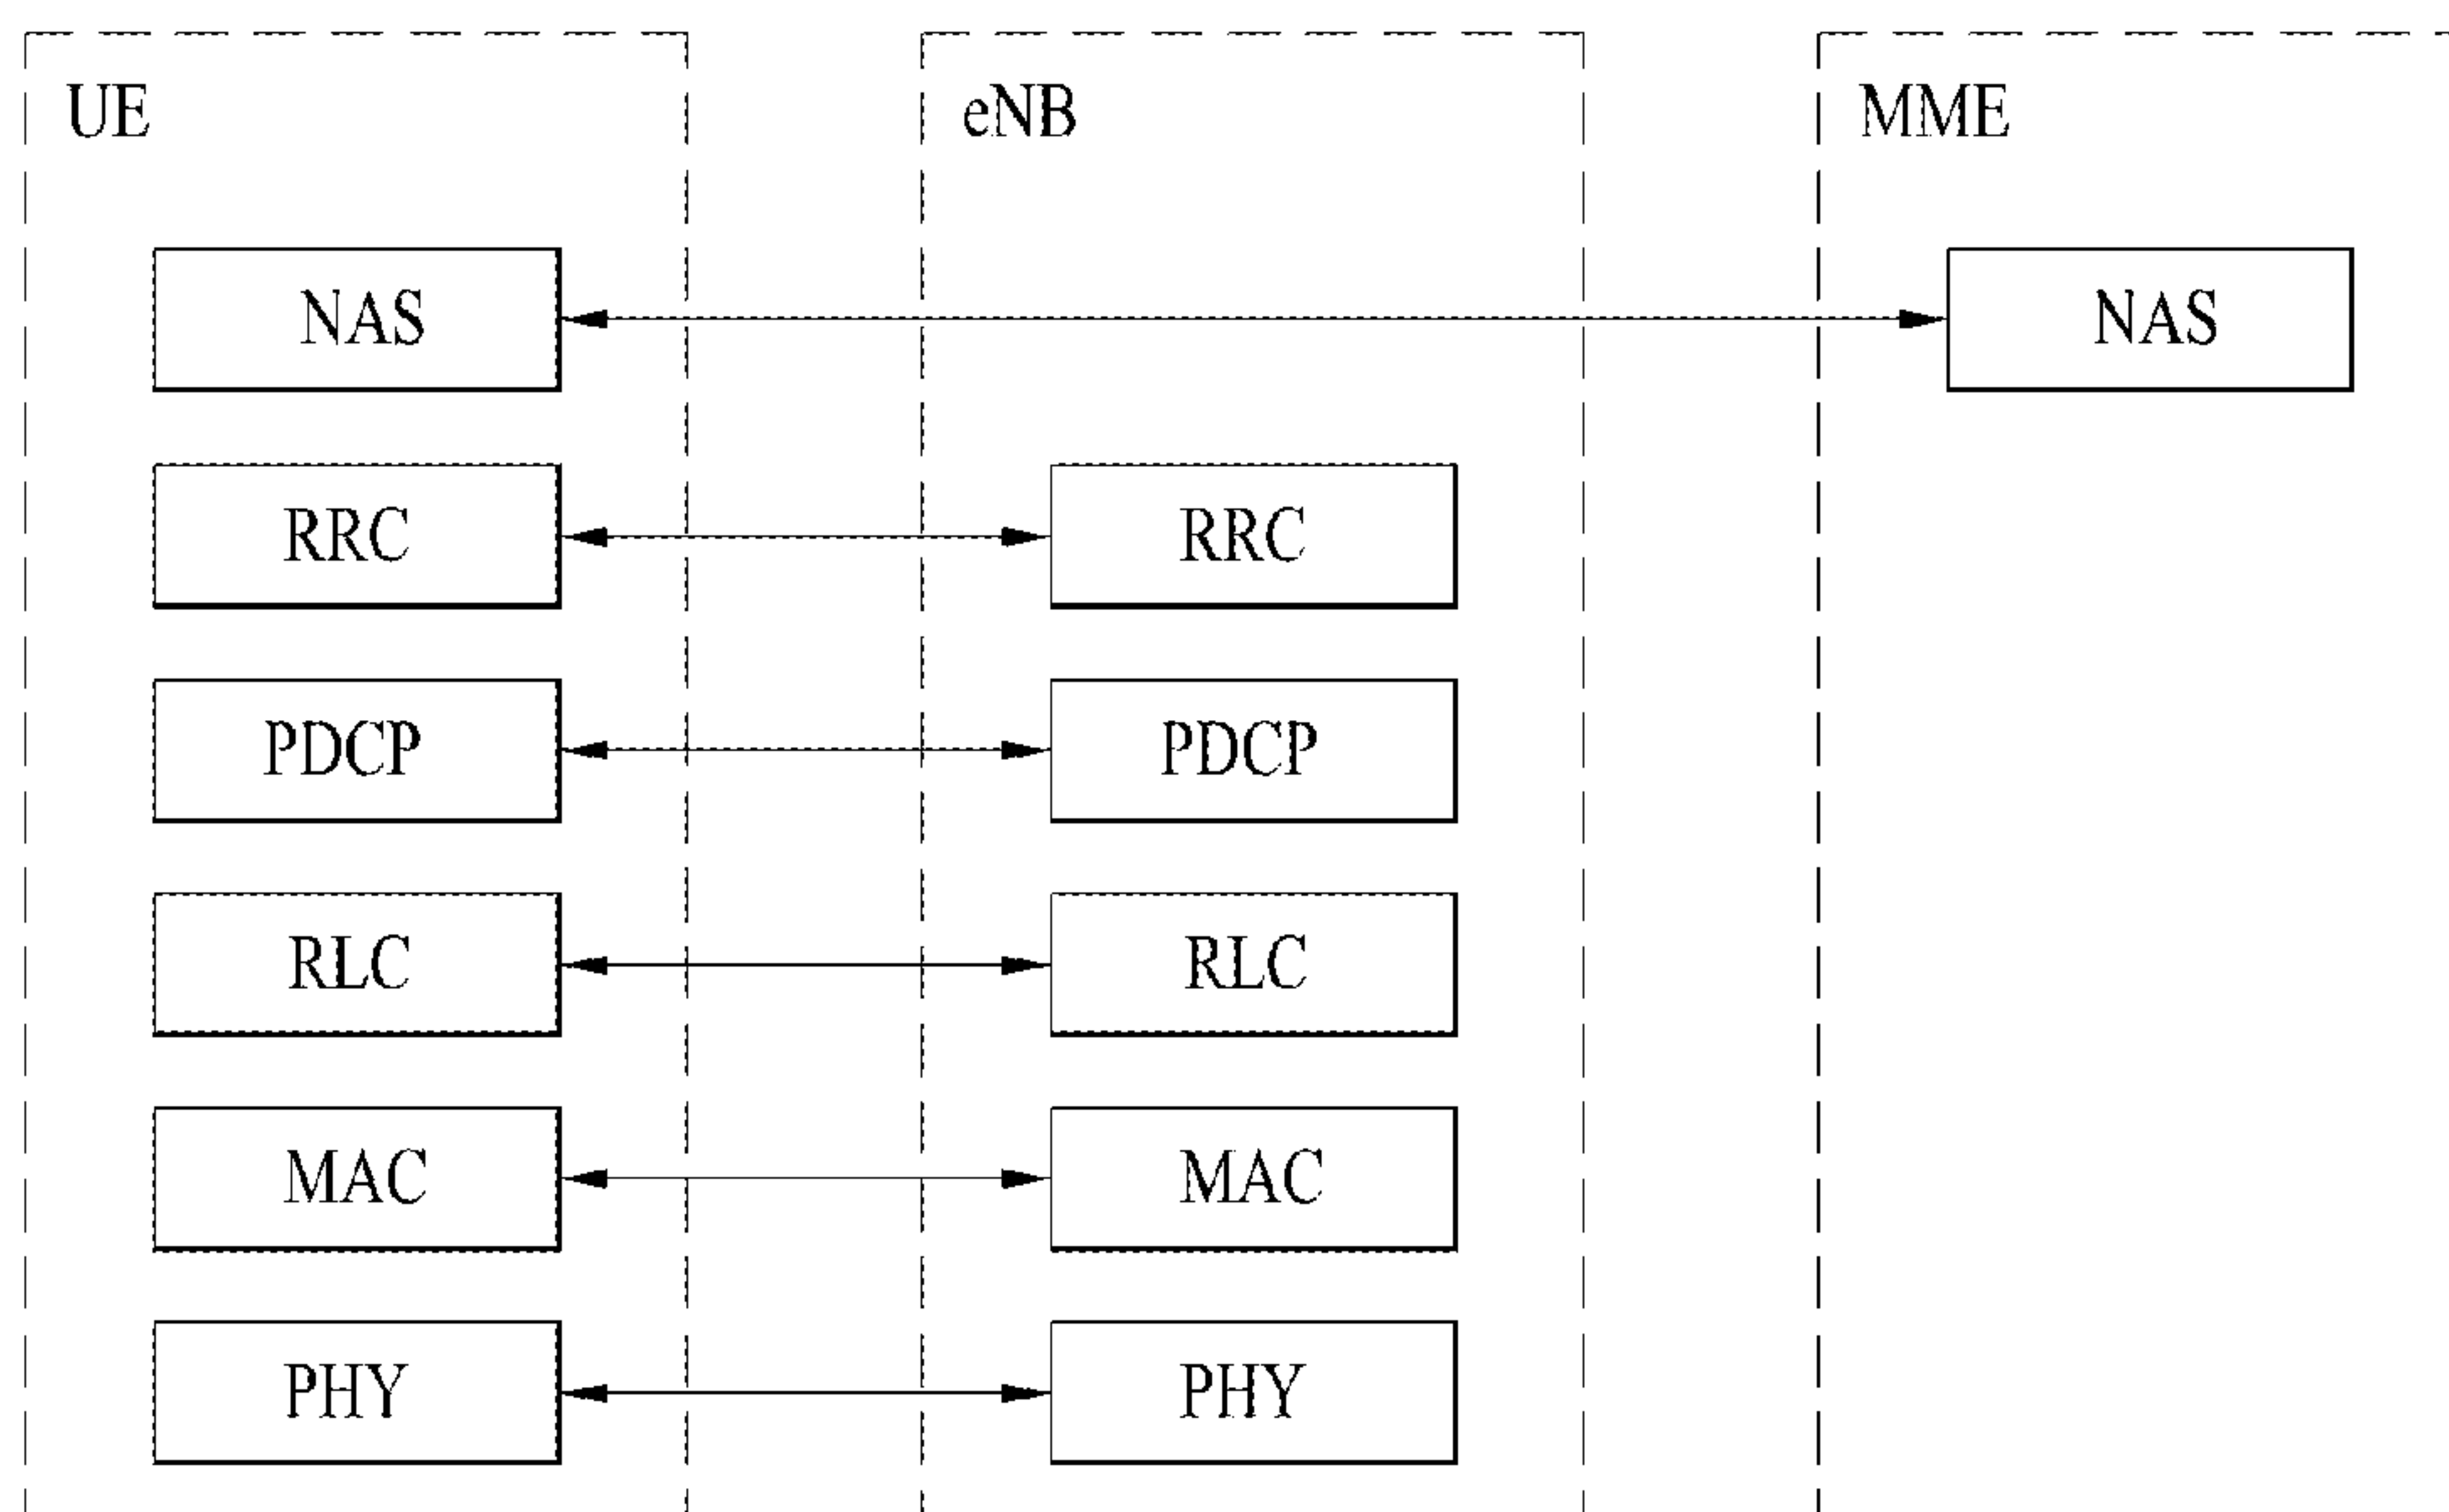 UE eNB MME
NAS NAS
RRC RRC
PDCP PDCP
RLC RLC
MAC MAC
PHY PHY